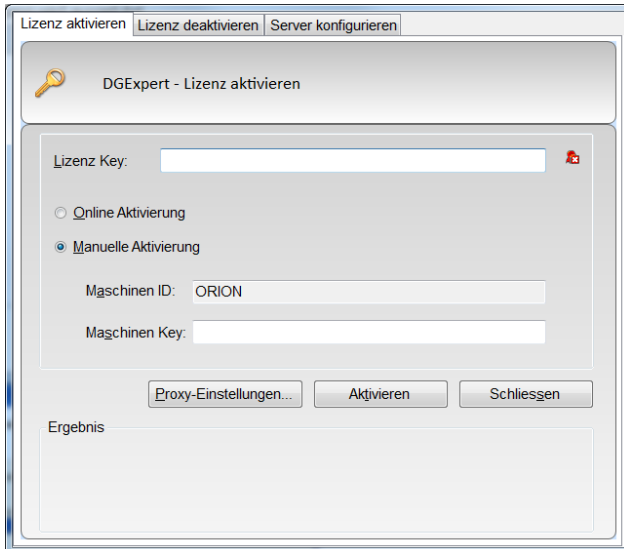 Lizenz aktivieren Lizenz deaktivieren Server konfigurieren
DGExpert - Lizenz aktivieren
Lizenz Key:
Online Aktivierung
Manuelle Aktivierung
Maschinen ID: ORION
Maschinen Key:
Proxy-Einstellungen... Aktivieren Schliessen
Ergebnis